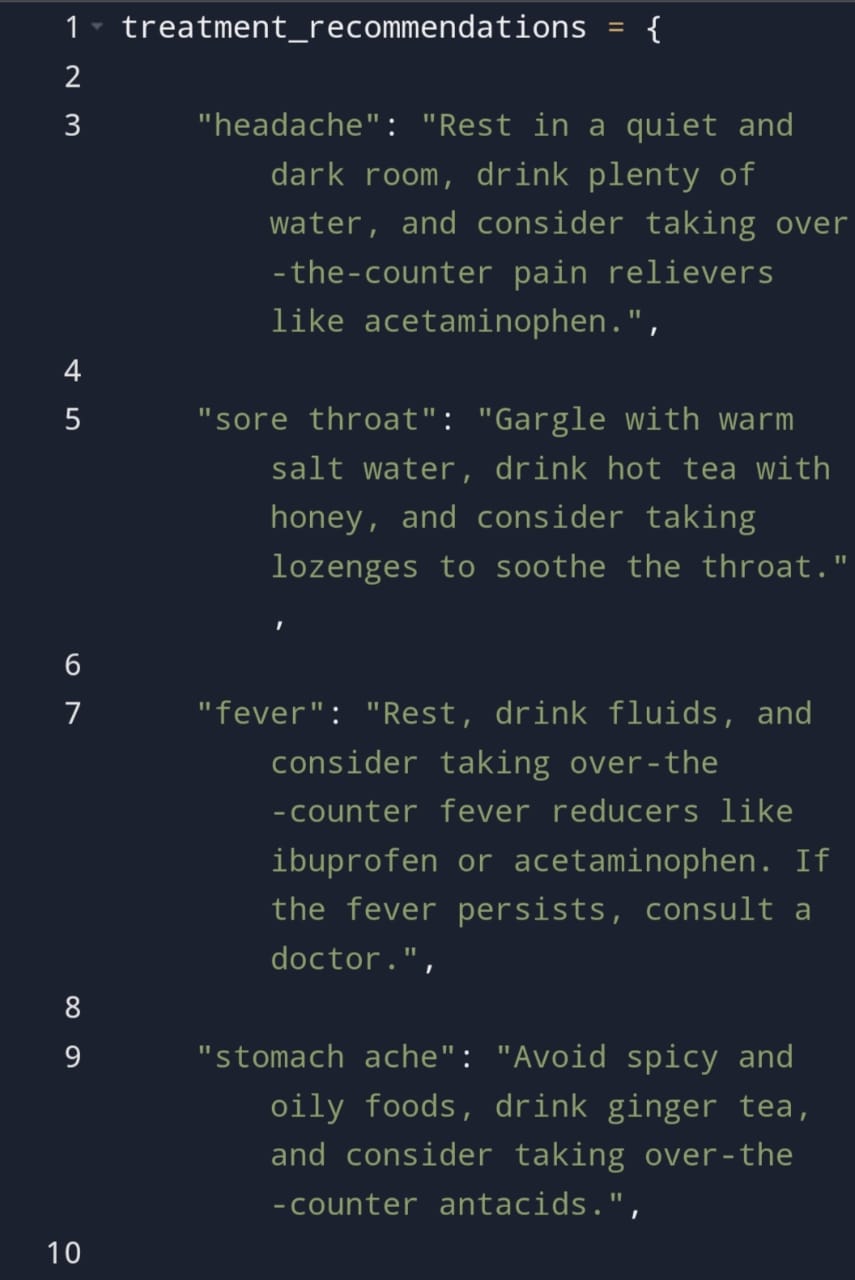 1 treatment_recommendations = {
2
3 "headache": "Rest in a quiet and
dark room, drink plenty of
water, and consider taking over
-the-counter pain relievers
like acetaminophen.",
4
5 "sore throat": "Gargle with warm
salt water, drink hot tea with
honey, and consider taking
lozenges to soothe the throat."
,
6
7 "fever": "Rest, drink fluids, and
consider taking over-the
-counter fever reducers like
ibuprofen or acetaminophen. If
the fever persists, consult a
doctor.",
8
9 "stomach ache": "Avoid spicy and
oily foods, drink ginger tea,
and consider taking over-the
-counter antacids.",
10